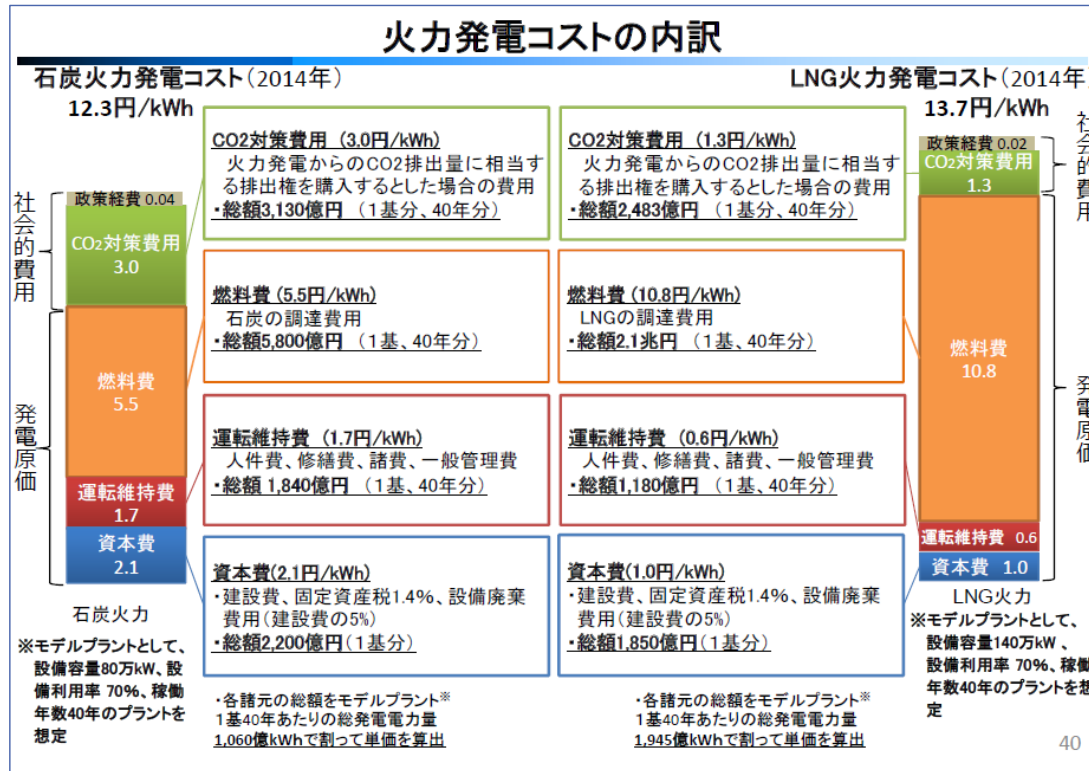 火力発電コストの内訳
石炭火力発電コスト(2014年)
12.3円/kWh
LNG火力発電コスト(2014年)
13.7円/kWh
社会的費用
発電原価
政策経費 0.04
CO₂対策費用
3.0
燃料費
5.5
運転維持費
1.7
資本費
2.1
石炭火力
※モデルプラントとして、
設備容量80万kW、設
備利用率 70%、稼働
年数40年のプラントを
想定
CO2対策費用 (3.0円/kWh)
火力発電からのCO2排出量に相当す
る排出権を購入するとした場合の費用
・総額3,130億円 (1基分、40年分)
燃料費 (5.5円/kWh)
石炭の調達費用
・総額5,800億円 (1基、40年分)
運転維持費 (1.7円/kWh)
人件費、修繕費、諸費、一般管理費
・総額 1,840億円 (1基、40年分)
資本費(2.1円/kWh)
・建設費、固定資産税1.4%、設備廃棄
費用(建設費の5%)
・総額2,200億円(1基分)
・各諸元の総額をモデルプラント※
1基40年あたりの総発電電力量
1,060億kWhで割って単価を算出
CO2対策費用 (1.3円/kWh)
火力発電からのCO2排出量に相当す
る排出権を購入するとした場合の費用
・総額2,483億円 (1基分、40年分)
燃料費 (10.8円/kWh)
LNGの調達費用
・総額2.1兆円 (1基、40年分)
運転維持費 (0.6円/kWh)
人件費、修繕費、諸費、一般管理費
・総額1,180億円 (1基、40年分)
資本費(1.0円/kWh)
・建設費、固定資産税1.4%、設備廃棄
費用(建設費の5%)
・総額1,850億円(1基分)
・各諸元の総額をモデルプラント※
1基40年あたりの総発電電力量
1,945億kWhで割って単価を算出
政策経費 0.02
CO₂対策費用
1.3
燃料費
10.8
運転維持費 0.6
資本費 1.0
社会的費用
発電原価
LNG火力
※モデルプラントとして、
設備容量140万kW 、
設備利用率 70%、稼働
年数40年のプラントを想
定
40